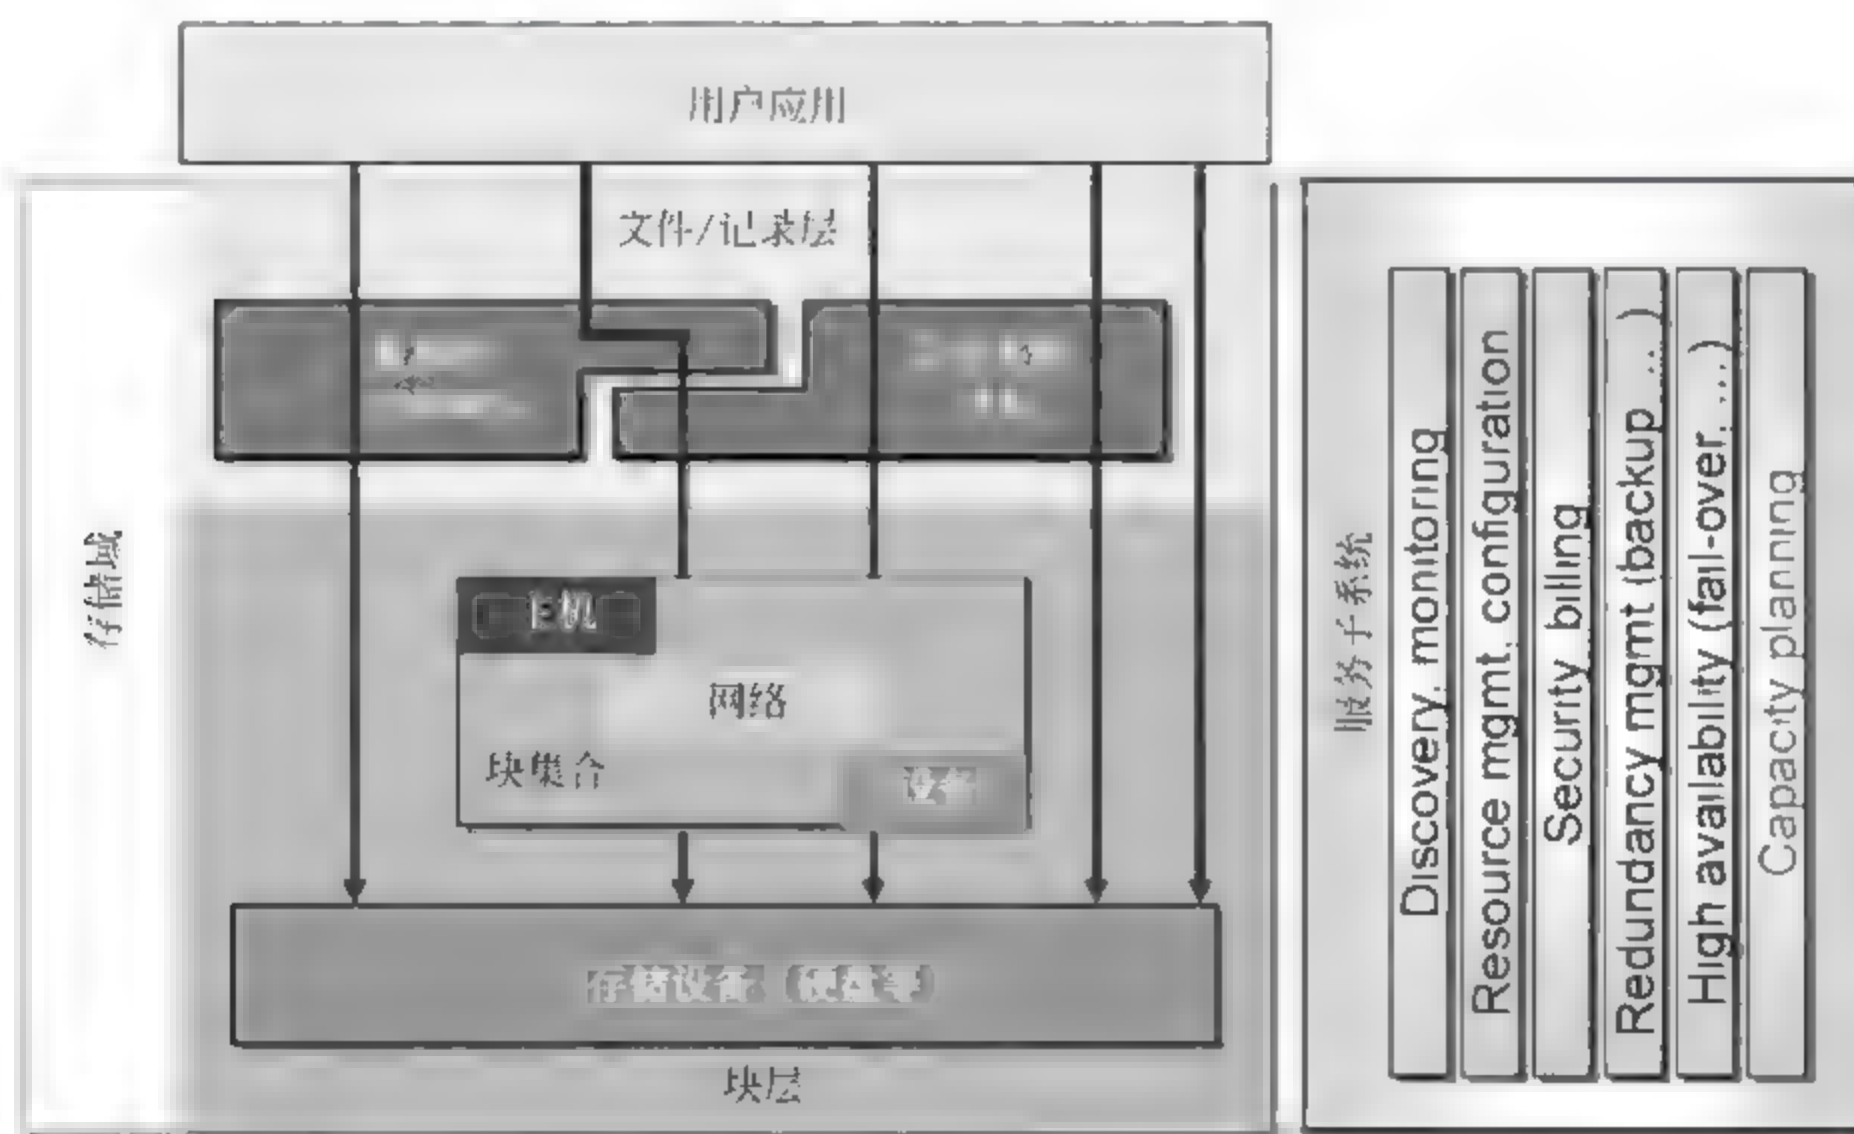 用户应用
文件/记录层
存储域
主机
网络
块集合
设备
存储设备（硬盘等）
块层
服务子系统
Discovery, monitoring
Resource mgmt, configuration
Security, billing
Redundancy mgmt (backup ...)
High availability (fail-over, ...)
Capacity planning